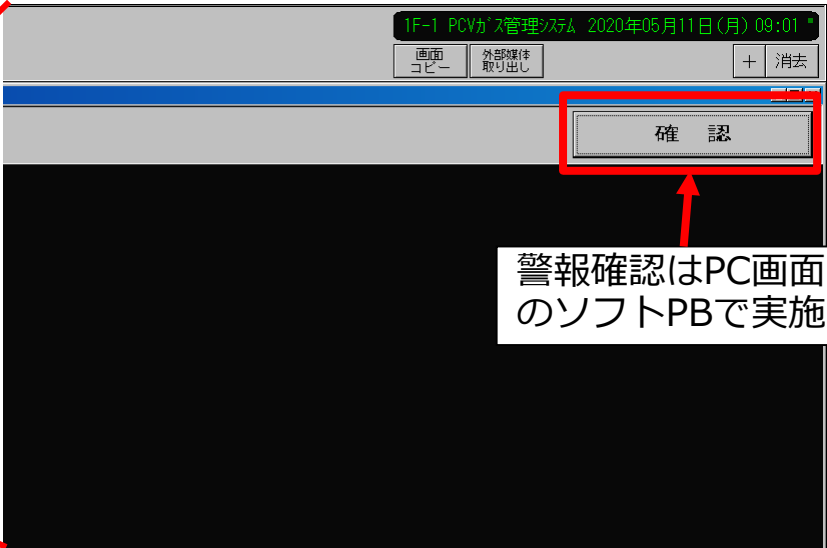 1F-1 PCVｶﾞｽ管理ｼｽﾃﾑ 2020年05月11日(月) 09:01
画面
コピー
外部媒体
取り出し
＋ 消去
確 認
警報確認はPC画面
のソフトPBで実施